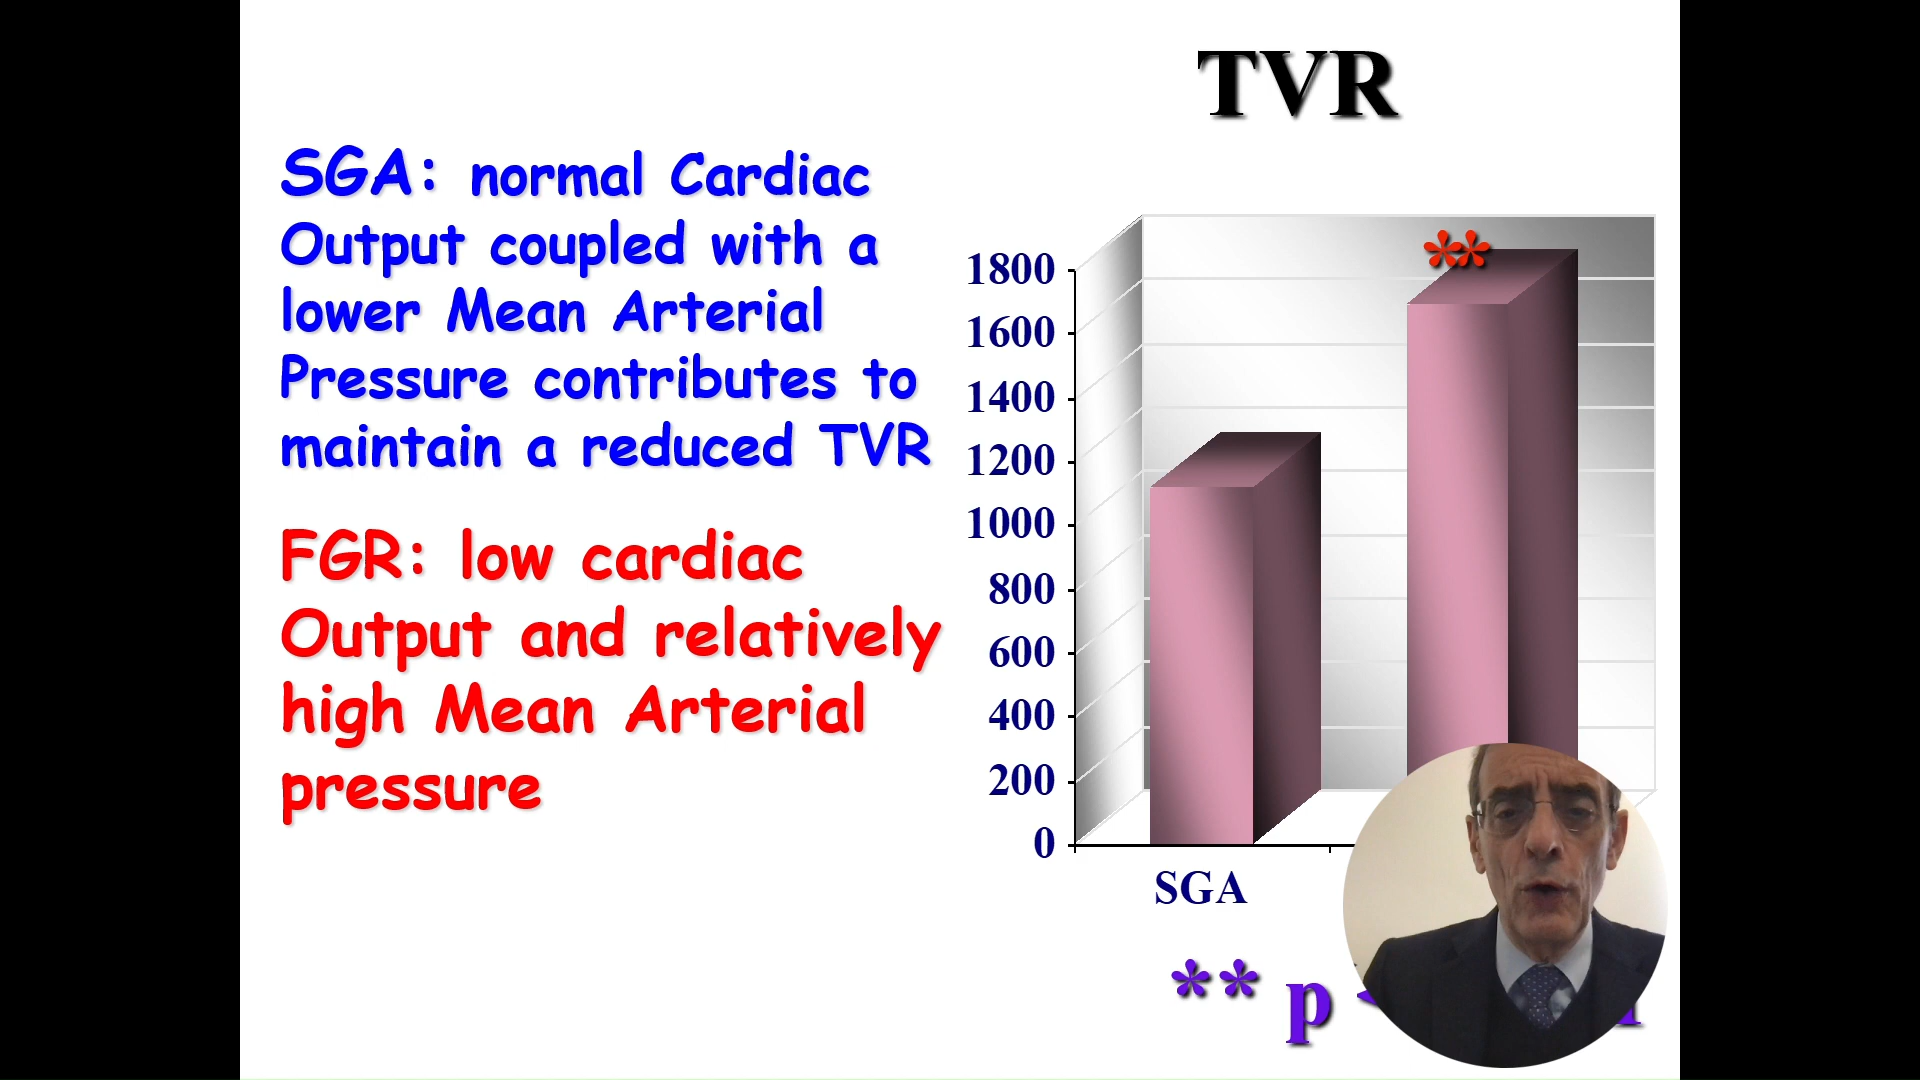 TVR
SGA: normal Cardiac
Output coupled with a
lower Mean Arterial
Pressure contributes to
maintain a reduced TVR
FGR: low cardiac
Output and relatively
high Mean Arterial
pressure
**
1800
1600
1400
1200
1000
800
600
400
200
0
SGA
** p